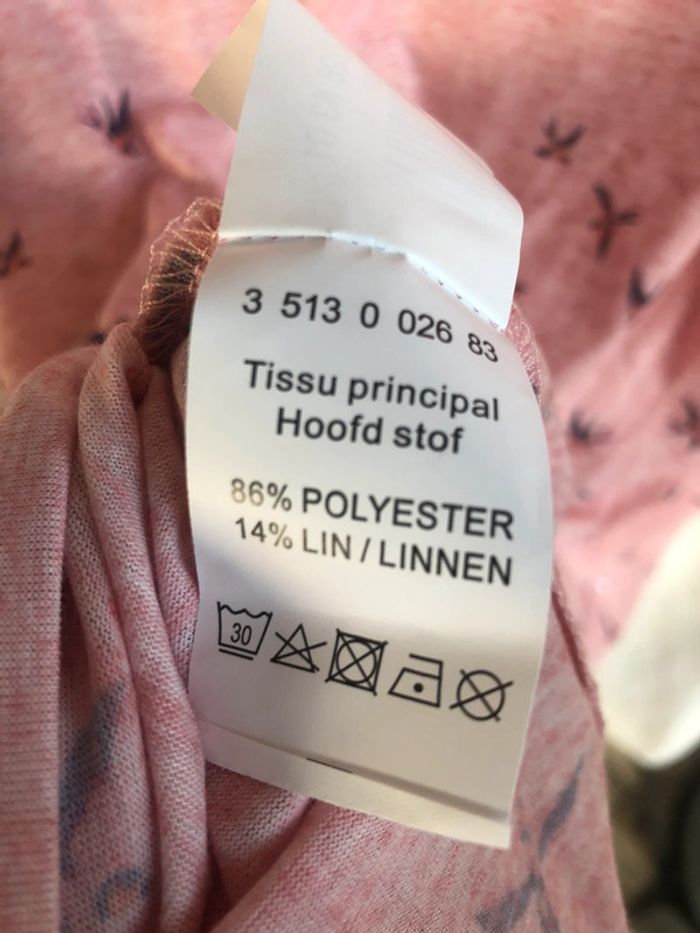 3 513 0 026 83
Tissu principal
Hoofd stof
86% POLYESTER
14% LIN / LINNEN
30